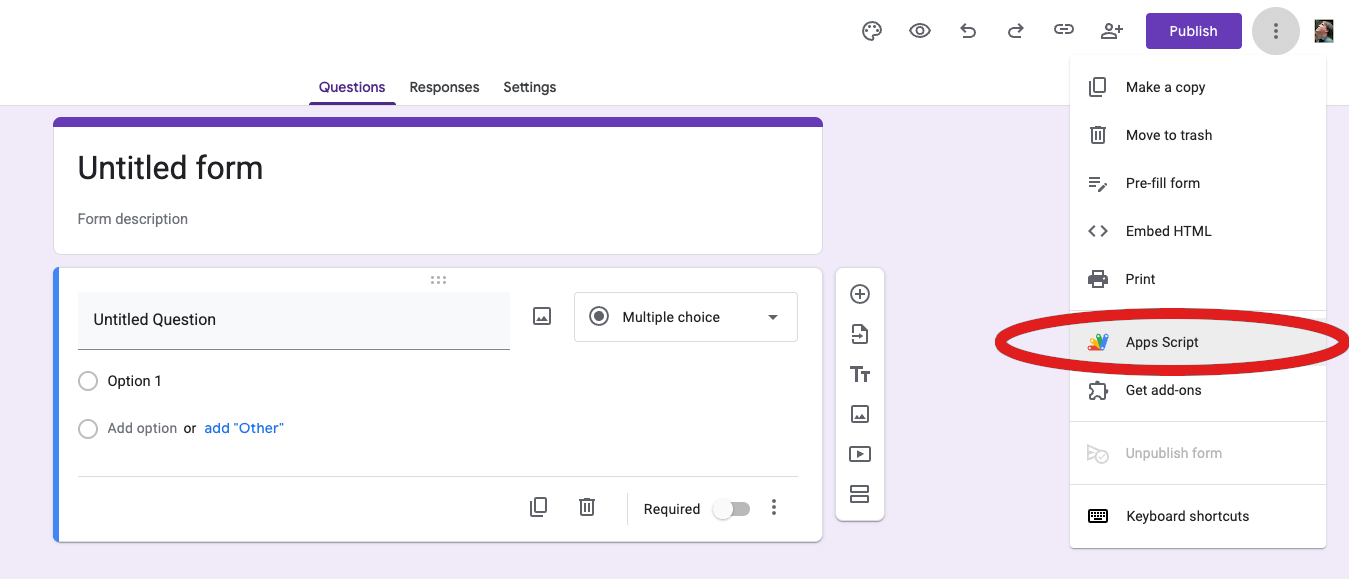 Publish
Questions Responses Settings
Make a copy
Move to trash
Pre-fill form
Embed HTML
Print
Apps Script
Get add-ons
Unpublish form
Keyboard shortcuts
Untitled form
Form description
Untitled Question
Multiple choice
Option 1
Add option or add "Other"
Required